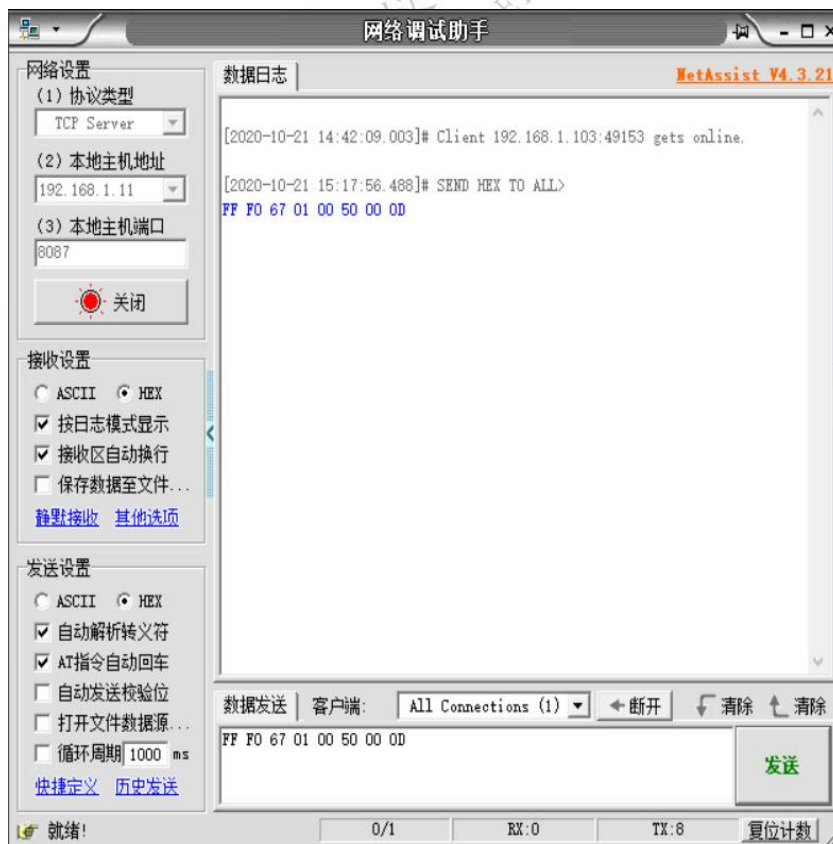 网络调试助手
网络设置
(1) 协议类型
TCP Server
(2) 本地主机地址
192.168.1.11
(3) 本地主机端口
8087
关闭
接收设置
ASCII HEX
按日志模式显示
接收区自动换行
保存数据至文件...
静默接收 其他选项
发送设置
ASCII HEX
自动解析转义符
AT指令自动回车
自动发送校验位
打开文件数据源...
循环周期 1000 ms
快捷定义 历史发送
数据日志 NetAssist V4.3.21
[2020-10-21 14:42:09.003]# Client 192.168.1.103:49153 gets online.
[2020-10-21 15:17:56.488]# SEND HEX TO ALL>
FF F0 67 01 00 50 00 0D
数据发送 客户端: All Connections (1) 断开 清除 清除
FF F0 67 01 00 50 00 0D
发送
就绪! 0/1 RX:0 TX:8 复位计数